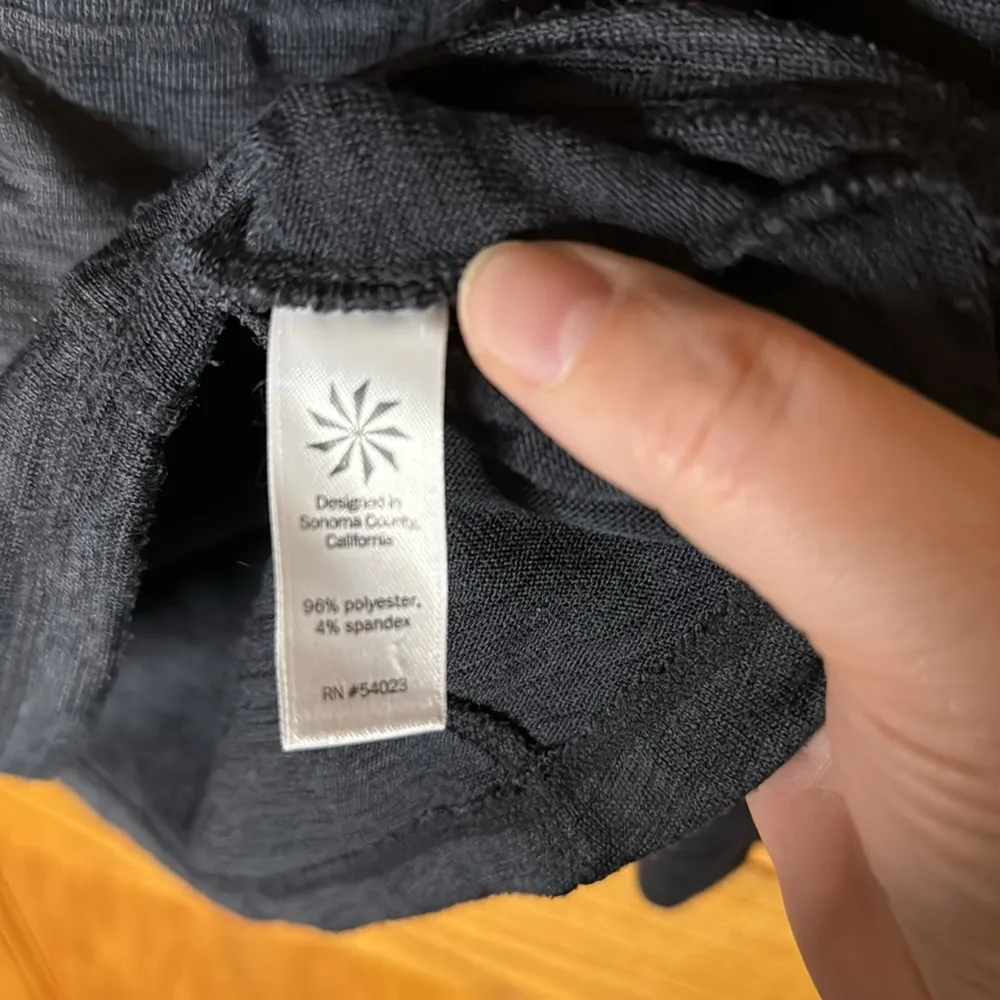 Designed in
Sonoma County,
California
96% polyester,
4% spandex
RN #54023